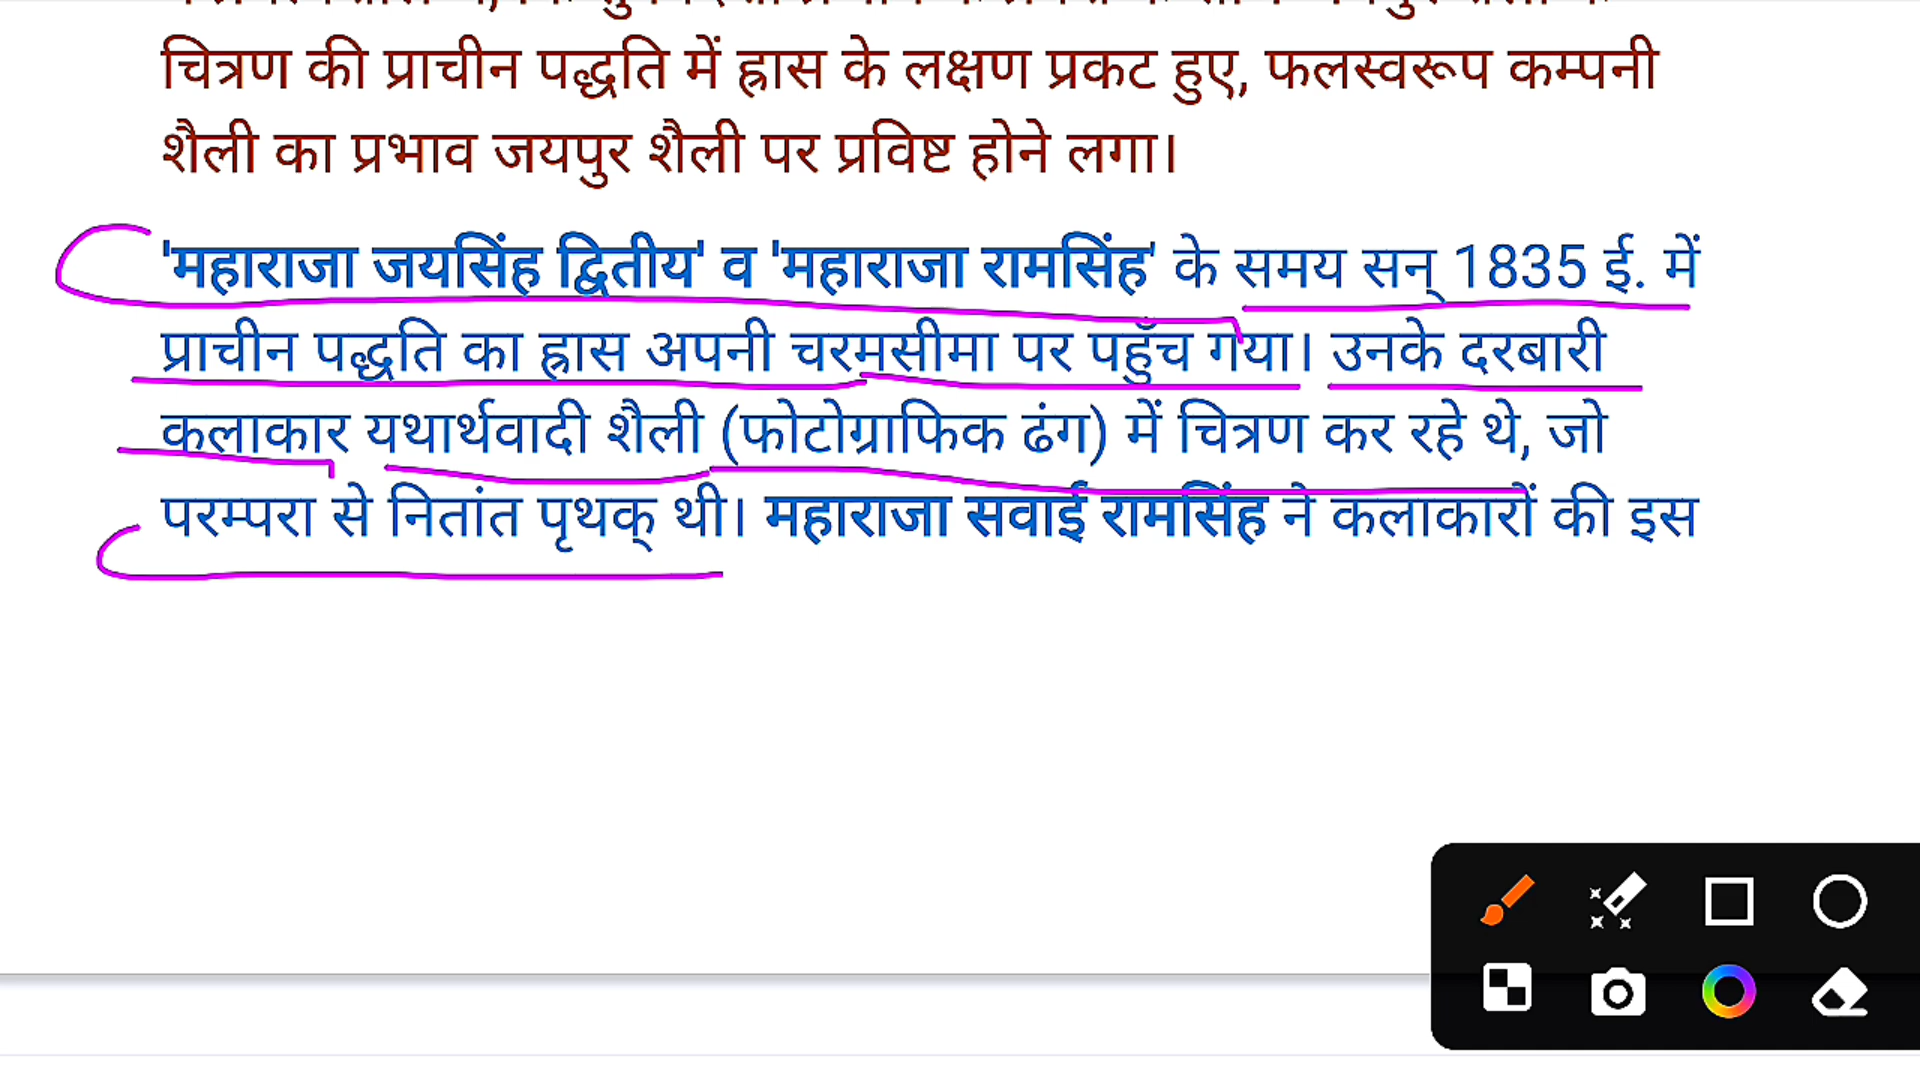 चित्रण की प्राचीन पद्धति में ह्रास के लक्षण प्रकट हुए, फलस्वरूप कम्पनी
शैली का प्रभाव जयपुर शैली पर प्रविष्ट होने लगा।
'महाराजा जयसिंह द्वितीय' व 'महाराजा रामसिंह' के समय सन् 1835 ई. में
प्राचीन पद्धति का ह्रास अपनी चरमसीमा पर पहुँच गया। उनके दरबारी
कलाकार यथार्थवादी शैली (फोटोग्राफिक ढंग) में चित्रण कर रहे थे, जो
परम्परा से नितांत पृथक् थी। महाराजा सवाई रामसिंह ने कलाकारों की इस